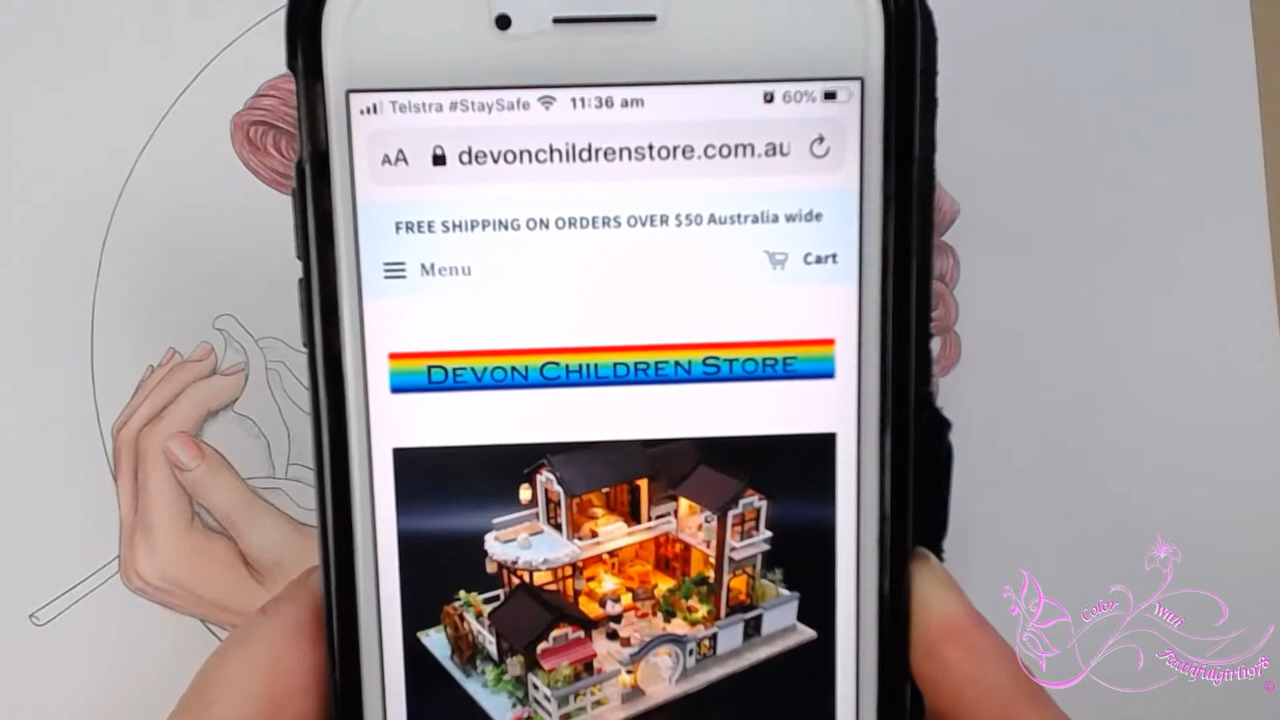 Telstra #StaySafe 11:36 am 60%
AA devonchildrenstore.com.au
FREE SHIPPING ON ORDERS OVER $50 Australia wide
Menu Cart
DEVON CHILDREN STORE
Color With
©